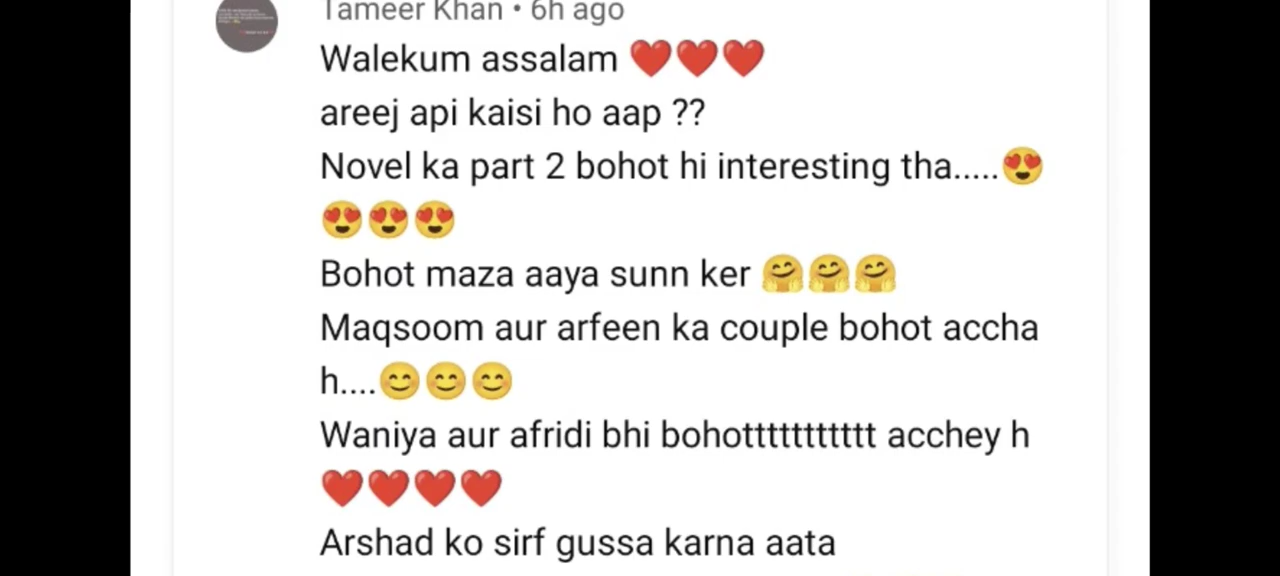 Tameer Khan • 6h ago
Walekum assalam ❤️❤️❤️
areej api kaisi ho aap ??
Novel ka part 2 bohot hi interesting tha.....😍
😍😍😍
Bohot maza aaya sunn ker 🤗🤗🤗
Maqsoom aur arfeen ka couple bohot accha
h....😊😊😊
Waniya aur afridi bhi bohotttttttttttt acchey h
❤️❤️❤️❤️
Arshad ko sirf gussa karna aata